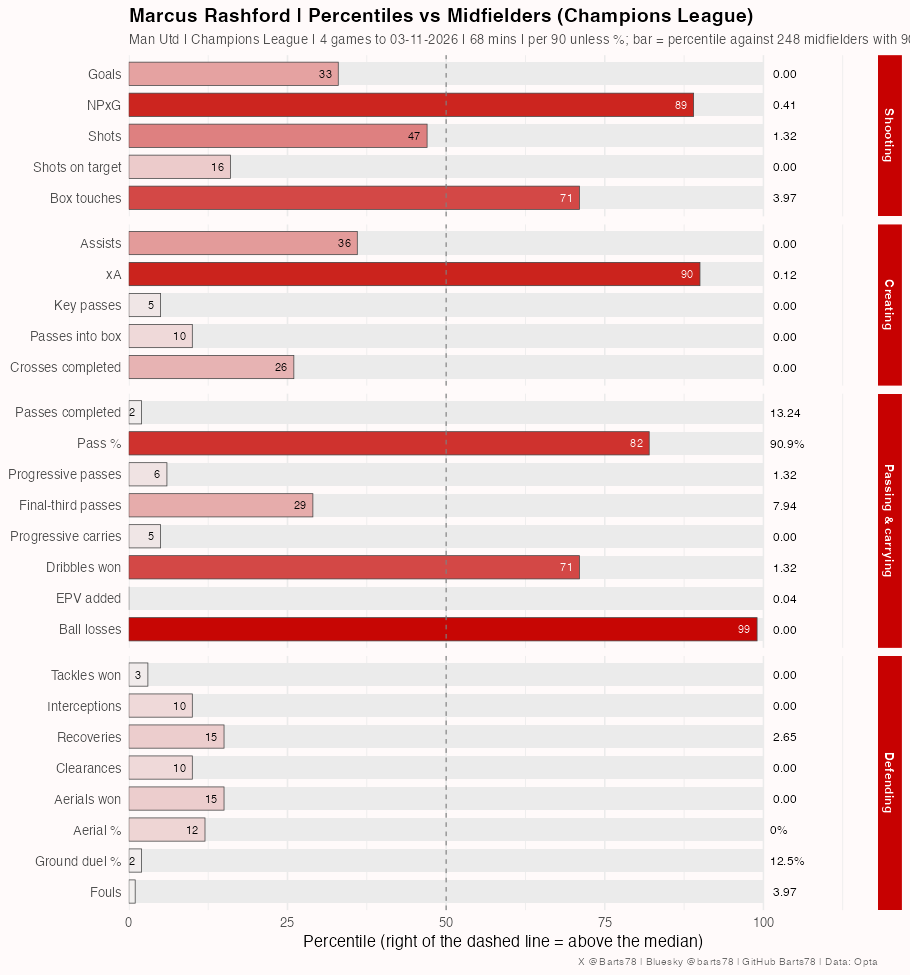 Marcus Rashford | Percentiles vs Midfielders (Champions League)
Man Utd | Champions League | 4 games to 03-11-2026 | 68 mins | per 90 unless %; bar = percentile against 248 midfielders with 90
Goals 33 0.00
NPxG 89 0.41
Shots 47 1.32
Shots on target 16 0.00
Box touches 71 3.97
Shooting
Assists 36 0.00
xA 90 0.12
Key passes 5 0.00
Passes into box 10 0.00
Crosses completed 26 0.00
Creating
Passes completed 2 13.24
Pass % 82 90.9%
Progressive passes 6 1.32
Final-third passes 29 7.94
Progressive carries 5 0.00
Dribbles won 71 1.32
EPV added 0.04
Ball losses 99 0.00
Passing & carrying
Tackles won 3 0.00
Interceptions 10 0.00
Recoveries 15 2.65
Clearances 10 0.00
Aerials won 15 0.00
Aerial % 12 0%
Ground duel % 2 12.5%
Fouls 3.97
Defending
0 25 50 75 100
Percentile (right of the dashed line = above the median)
X @Barts78 | Bluesky @barts78 | GitHub Barts78 | Data: Opta